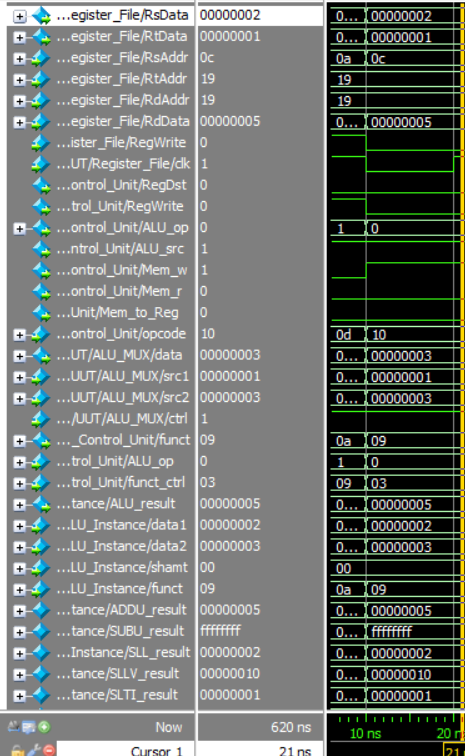 ...egister_File/RsData 00000002 0... 00000002
...egister_File/RtData 00000001 0... 00000001
...egister_File/RsAddr 0c 0a 0c
...egister_File/RtAddr 19 19
...egister_File/RdAddr 19 19
...egister_File/RdData 00000005 0... 00000005
...ister_File/RegWrite 0
...UT/Register_File/clk 1
...ontrol_Unit/RegDst 0
...trol_Unit/RegWrite 0
...ontrol_Unit/ALU_op 0 1 0
...ntrol_Unit/ALU_src 1
...ontrol_Unit/Mem_w 1
...ontrol_Unit/Mem_r 0
...Unit/Mem_to_Reg 0
...ontrol_Unit/opcode 10 0d 10
...UT/ALU_MUX/data 00000003 0... 00000003
...UUT/ALU_MUX/src1 00000001 0... 00000001
...UUT/ALU_MUX/src2 00000003 0... 00000003
.../UUT/ALU_MUX/ctrl 1
..._Control_Unit/funct 09 0a 09
...trol_Unit/ALU_op 0 1 0
...trol_Unit/funct_ctrl 03 09 03
...tance/ALU_result 00000005 0... 00000005
...LU_Instance/data1 00000002 0... 00000002
...LU_Instance/data2 00000003 0... 00000003
...LU_Instance/shamt 00 00
...LU_Instance/funct 09 0a 09
...tance/ADDU_result 00000005 0... 00000005
...tance/SUBU_result ffffffff 0... ffffffff
...Instance/SLL_result 00000002 0... 00000002
...tance/SLLV_result 00000010 0... 00000010
...tance/SLTI_result 00000001 0... 00000001
Now 620 ns 10 ns 20 n
Cursor 1 21 ns 21